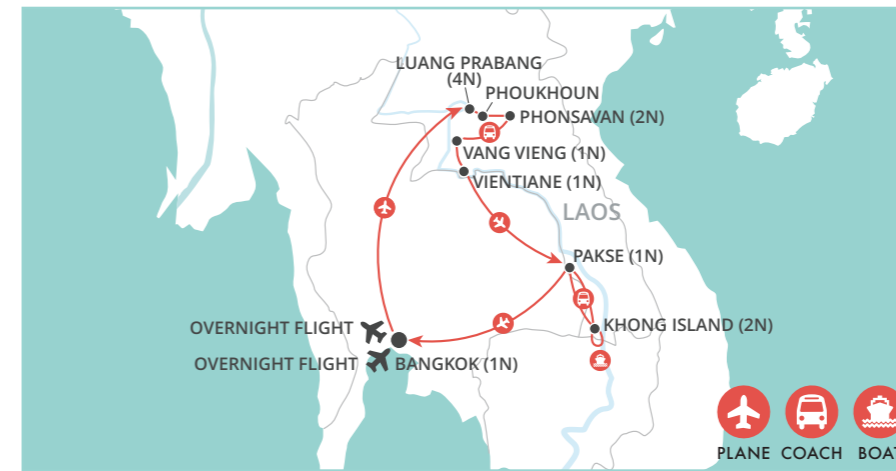 LUANG PRABANG
(4N)
PHOUKHOUN
PHONSAVAN (2N)
VANG VIENG (1N)
VIENTIANE (1N)
LAOS
PAKSE (1N)
KHONG ISLAND (2N)
OVERNIGHT FLIGHT
OVERNIGHT FLIGHT
BANGKOK (1N)
PLANE COACH BOAT